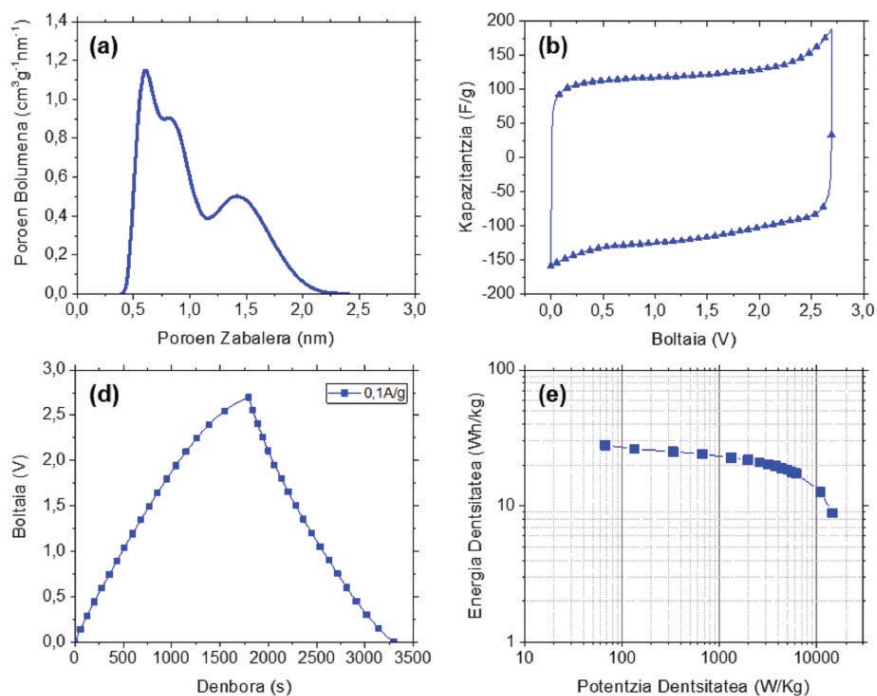 (a)
Poroen Bolumena (cm³g⁻¹nm⁻¹)
1,4
1,2
1,0
0,8
0,6
0,4
0,2
0,0
0,0 0,5 1,0 1,5 2,0 2,5 3,0
Poroen Zabalera (nm)
(b)
Kapazitantzia (F/g)
200
150
100
50
0
-50
-100
-150
-200
0,0 0,5 1,0 1,5 2,0 2,5 3,0
Boltaia (V)
(d)
0,1A/g
Boltaia (V)
3,0
2,5
2,0
1,5
1,0
0,5
0,0
0 500 1000 1500 2000 2500 3000 3500
Denbora (s)
(e)
Energia Dentsitatea (Wh/kg)
100
10
1
10 100 1000 10000
Potentzia Dentsitatea (W/Kg)